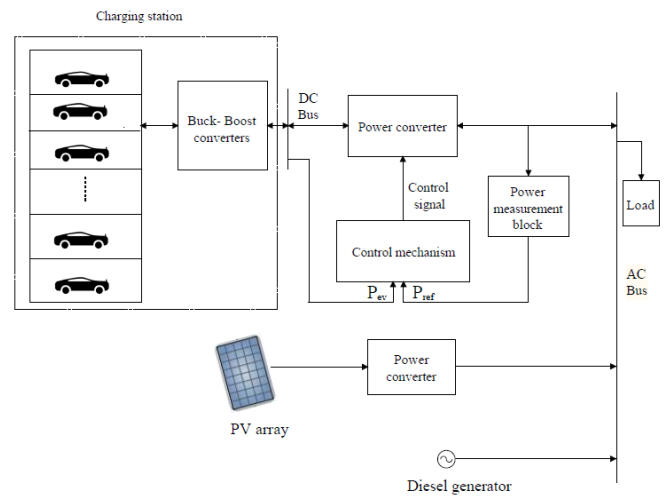 Charging station
Buck- Boost
converters
DC
Bus
Power converter
Control
signal
Power
measurement
block
Load
Control mechanism
AC
Bus
Pev
Pref
Power
converter
PV array
Diesel generator